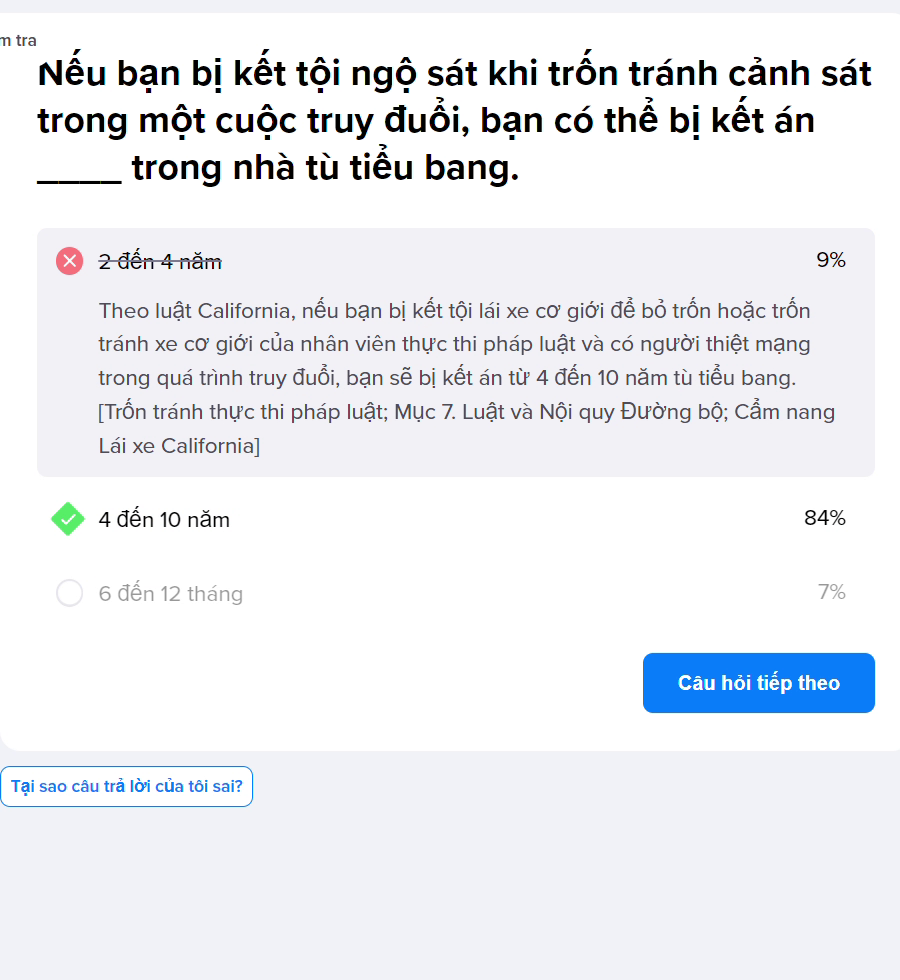 m tra
Nếu bạn bị kết tội ngộ sát khi trốn tránh cảnh sát
trong một cuộc truy đuổi, bạn có thể bị kết án
____ trong nhà tù tiểu bang.
2 đến 4 năm 9%
Theo luật California, nếu bạn bị kết tội lái xe cơ giới để bỏ trốn hoặc trốn
tránh xe cơ giới của nhân viên thực thi pháp luật và có người thiệt mạng
trong quá trình truy đuổi, bạn sẽ bị kết án từ 4 đến 10 năm tù tiểu bang.
[Trốn tránh thực thi pháp luật; Mục 7. Luật và Nội quy Đường bộ; Cẩm nang
Lái xe California]
4 đến 10 năm 84%
6 đến 12 tháng 7%
Câu hỏi tiếp theo
Tại sao câu trả lời của tôi sai?